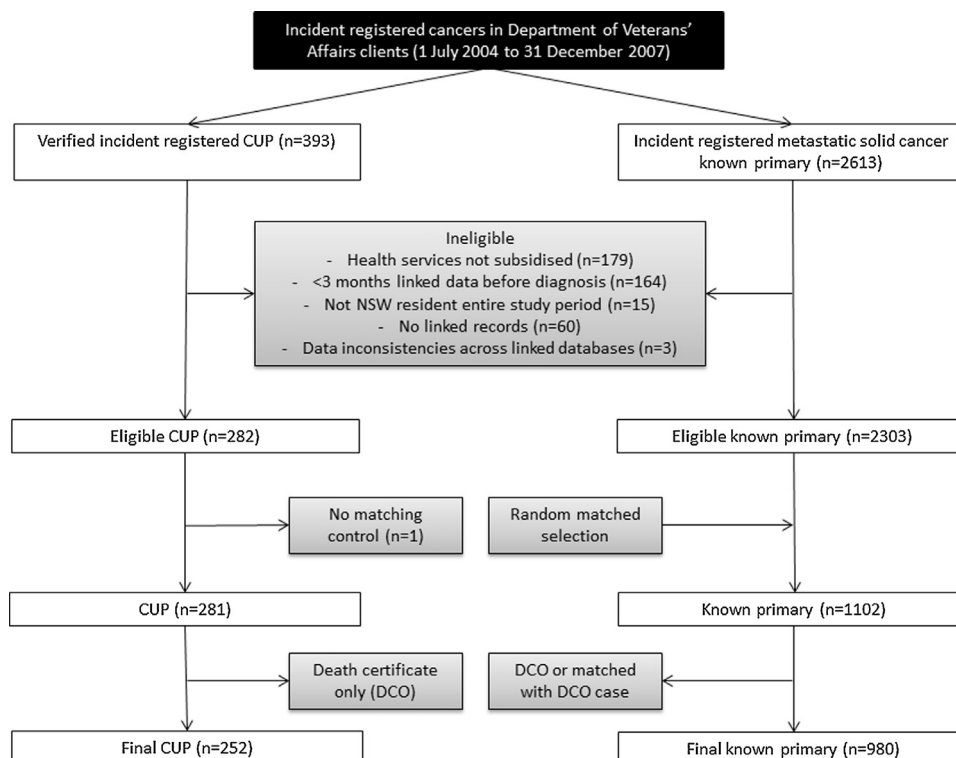 Incident registered cancers in Department of Veterans'
Affairs clients (1 July 2004 to 31 December 2007)
Verified incident registered CUP (n=393)
Incident registered metastatic solid cancer
known primary (n=2613)
Ineligible
- Health services not subsidised (n=179)
- <3 months linked data before diagnosis (n=164)
- Not NSW resident entire study period (n=15)
- No linked records (n=60)
- Data inconsistencies across linked databases (n=3)
Eligible CUP (n=282)
Eligible known primary (n=2303)
No matching
control (n=1)
Random matched
selection
CUP (n=281)
Known primary (n=1102)
Death certificate
only (DCO)
DCO or matched
with DCO case
Final CUP (n=252)
Final known primary (n=980)